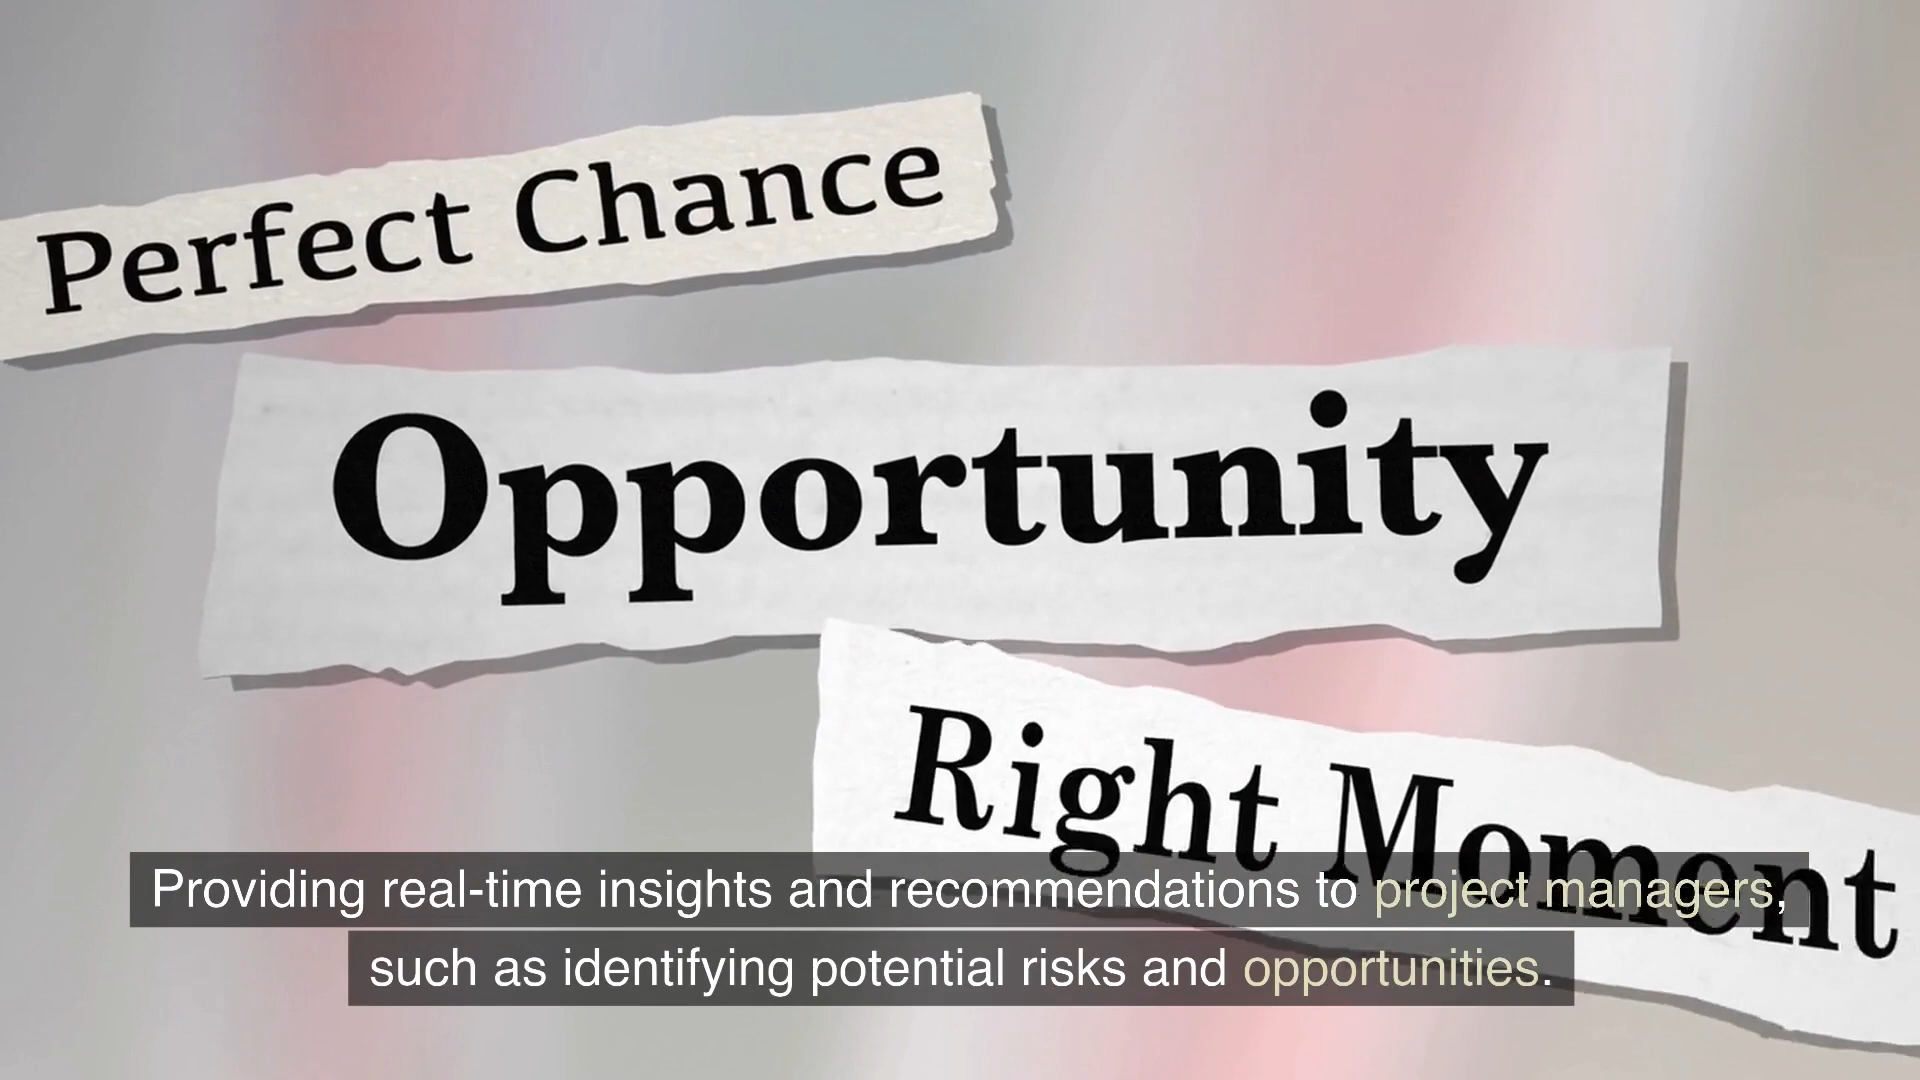 Perfect Chance
Opportunity
Right Moment
Providing real-time insights and recommendations to project managers,
such as identifying potential risks and opportunities.